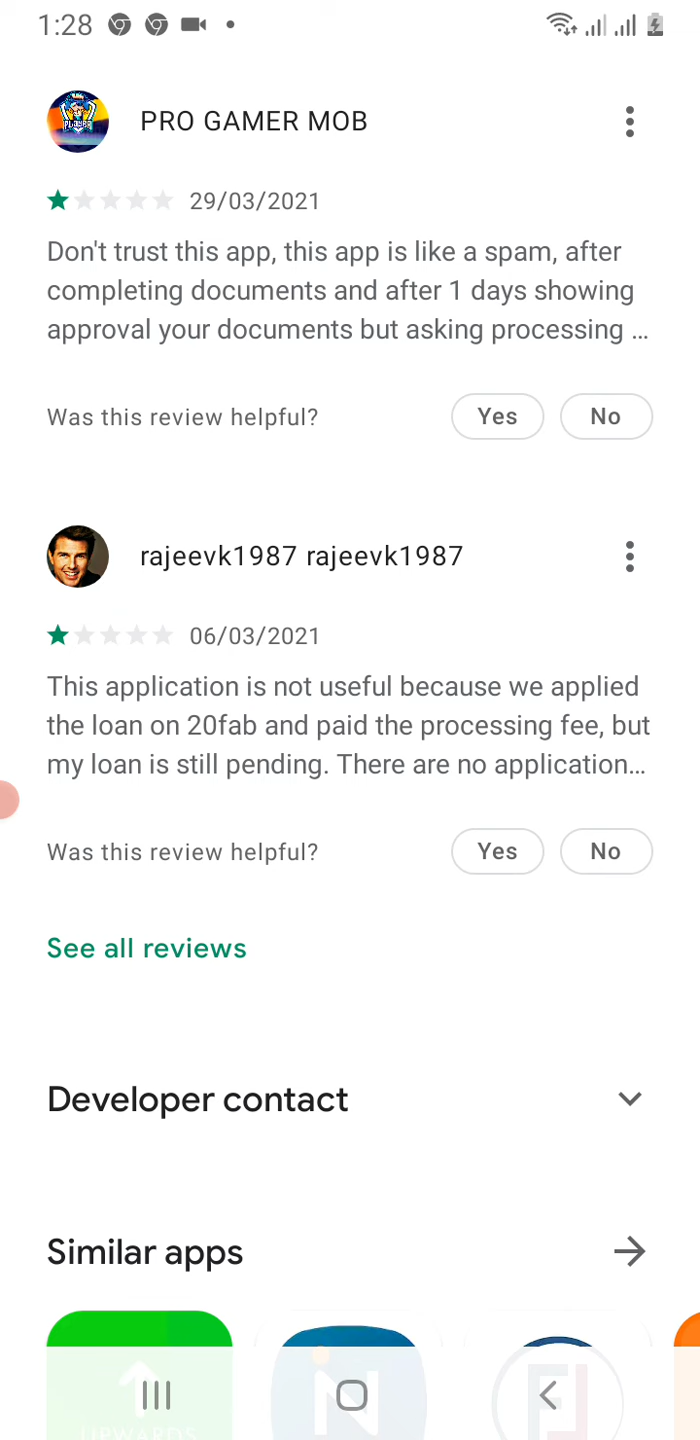 1:28
PRO GAMER MOB
29/03/2021
Don't trust this app, this app is like a spam, after
completing documents and after 1 days showing
approval your documents but asking processing ...
Was this review helpful?
Yes
No
rajeevk1987 rajeevk1987
06/03/2021
This application is not useful because we applied
the loan on 20fab and paid the processing fee, but
my loan is still pending. There are no application...
Was this review helpful?
Yes
No
See all reviews
Developer contact
Similar apps
UPWARDS